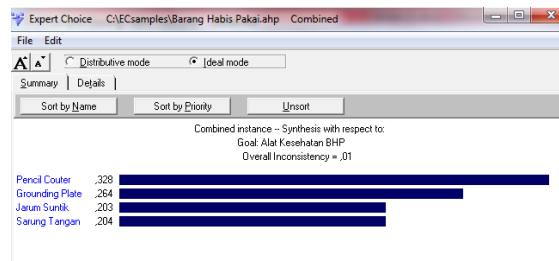 Expert Choice C:\ECsamples\Barang Habis Pakai.ahp Combined
File Edit
A A Distributive mode Ideal mode
Summary Details
Sort by Name Sort by Priority Unsort
Combined instance -- Synthesis with respect to:
Goal: Alat Kesehatan BHP
Overall Inconsistency = ,01
Pencil Couter ,328
Grounding Plate ,264
Jarum Suntik ,203
Sarung Tangan ,204